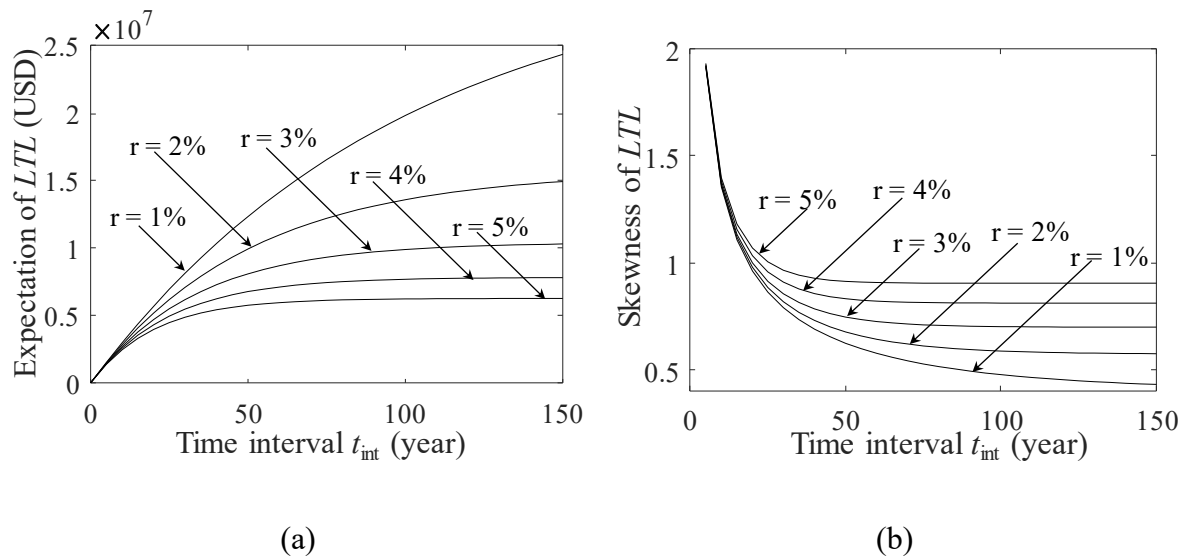 ×10⁷
2.5
2
1.5
1
0.5
0
Expectation of LTL (USD)
r = 1%
r = 2%
r = 3%
r = 4%
r = 5%
0
50
100
150
Time interval t_int (year)
(a)
2
1.5
1
0.5
Skewness of LTL
r = 5%
r = 4%
r = 3%
r = 2%
r = 1%
0
50
100
150
Time interval t_int (year)
(b)